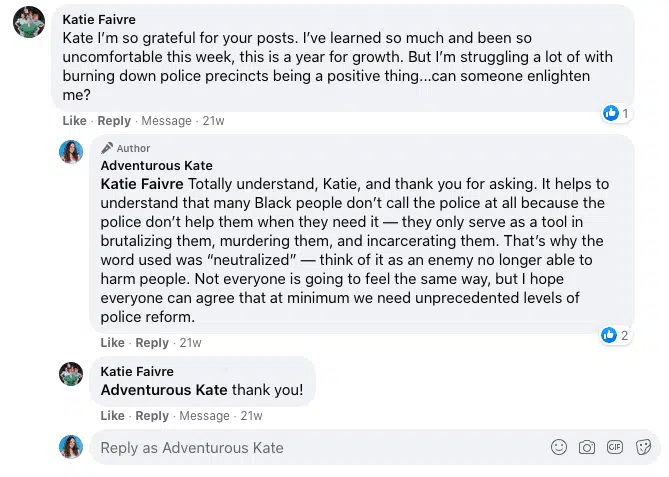 Katie Faivre
Kate I'm so grateful for your posts. I've learned so much and been so
uncomfortable this week, this is a year for growth. But I'm struggling a lot of with
burning down police precincts being a positive thing...can someone enlighten
me?
1
Like · Reply · Message · 21w
Author
Adventurous Kate
Katie Faivre Totally understand, Katie, and thank you for asking. It helps to
understand that many Black people don't call the police at all because the
police don't help them when they need it — they only serve as a tool in
brutalizing them, murdering them, and incarcerating them. That's why the
word used was “neutralized” — think of it as an enemy no longer able to
harm people. Not everyone is going to feel the same way, but I hope
everyone can agree that at minimum we need unprecedented levels of
police reform.
2
Like · Reply · 21w
Katie Faivre
Adventurous Kate thank you!
Like · Reply · Message · 21w
Reply as Adventurous Kate
GIF